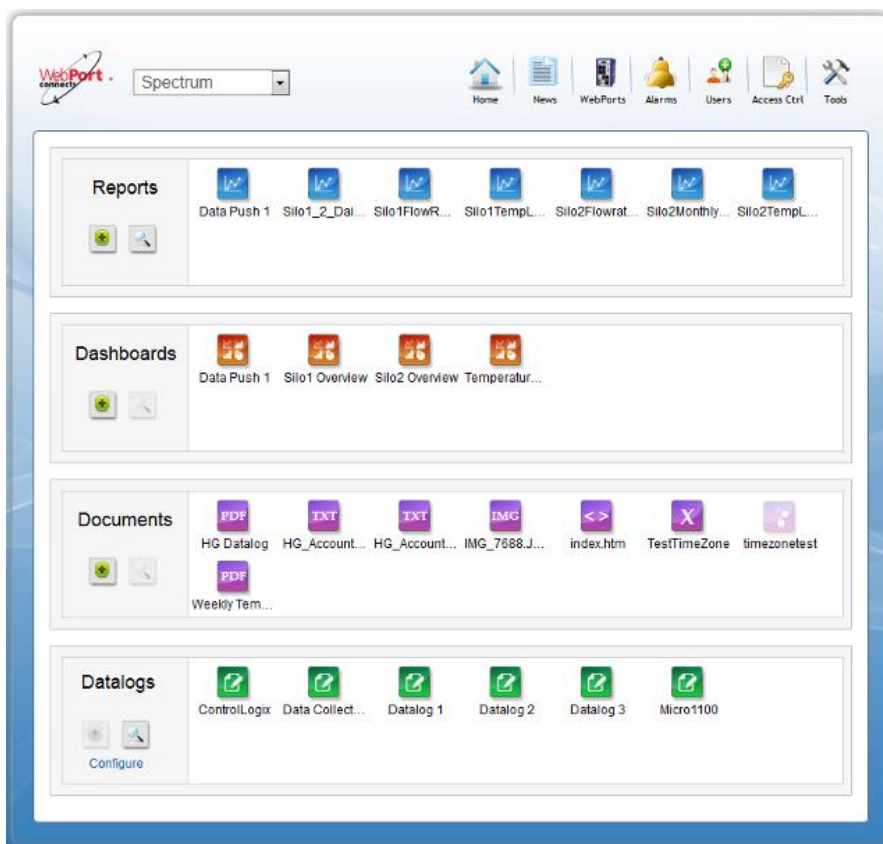 WebPort.
connects
Spectrum
Home News WebPorts Alarms Users Access Ctrl Tools
Reports
Data Push 1 Silo1_2_Dai... Silo1FlowR... Silo1TempL... Silo2Flowrat... Silo2Monthly... Silo2TempL...
Dashboards
Data Push 1 Silo1 Overview Silo2 Overview Temperatur...
Documents
PDF TXT TXT IMG <> X
HG Datalog HG_Account... HG_Account... IMG_7688.J... index.htm TestTimeZone timezonetest
PDF
Weekly Tem...
Datalogs
ControlLogix Data Collect... Datalog 1 Datalog 2 Datalog 3 Micro1100
Configure